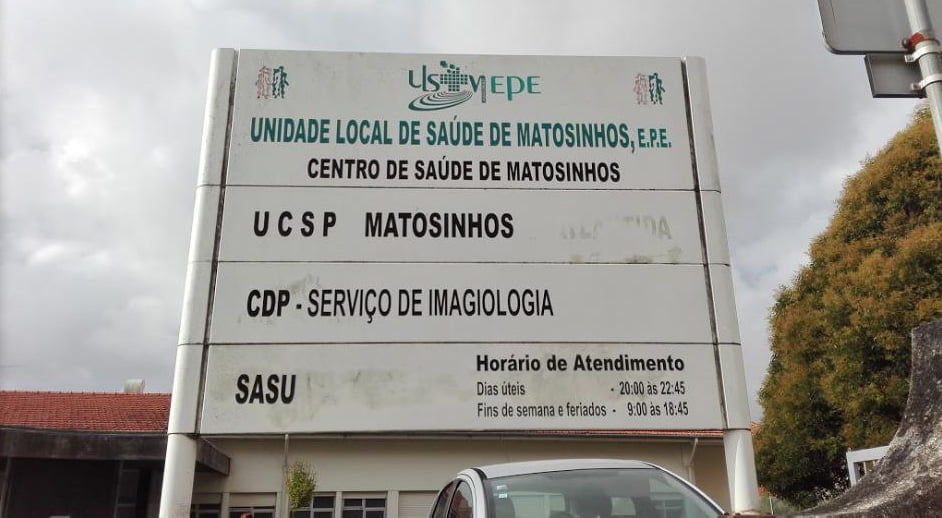 ulsm EPE
UNIDADE LOCAL DE SAÚDE DE MATOSINHOS, E.P.E.
CENTRO DE SAÚDE DE MATOSINHOS
UCSP MATOSINHOS
CDP - SERVIÇO DE IMAGIOLOGIA
SASU
Horário de Atendimento
Dias úteis - 20:00 às 22:45
Fins de semana e feriados - 9:00 às 18:45